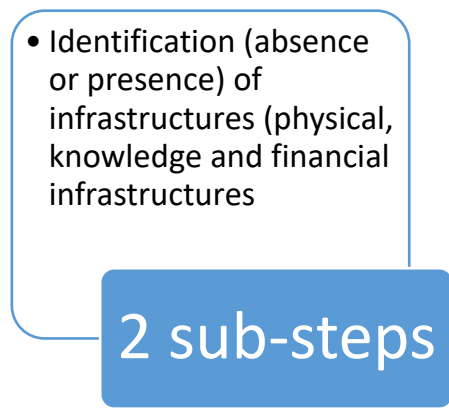 • Identification (absence
or presence) of
infrastructures (physical,
knowledge and financial
infrastructures
2 sub-steps